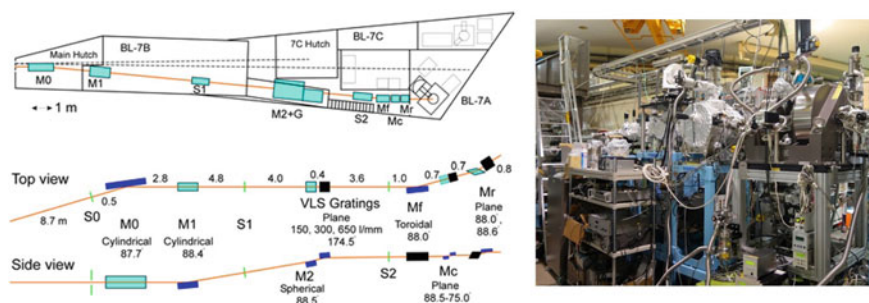 Main Hutch
BL-7B
7C Hutch
BL-7C
M0
M1
S1
M2+G
S2
Mf
Mr
Mc
BL-7A
1 m
Top view
8.7 m
S0
0.5
2.8
4.8
4.0
0.4
3.6
1.0
0.7
0.7
0.8
M0
Cylindrical
87.7°
M1
Cylindrical
88.4°
S1
VLS Gratings
Plane
150, 300, 650 l/mm
174.5°
Mf
Toroidal
88.0°
Mr
Plane
88.0°,
88.6°
Side view
M2
Spherical
88.5°
S2
Mc
Plane
88.5-75.0°